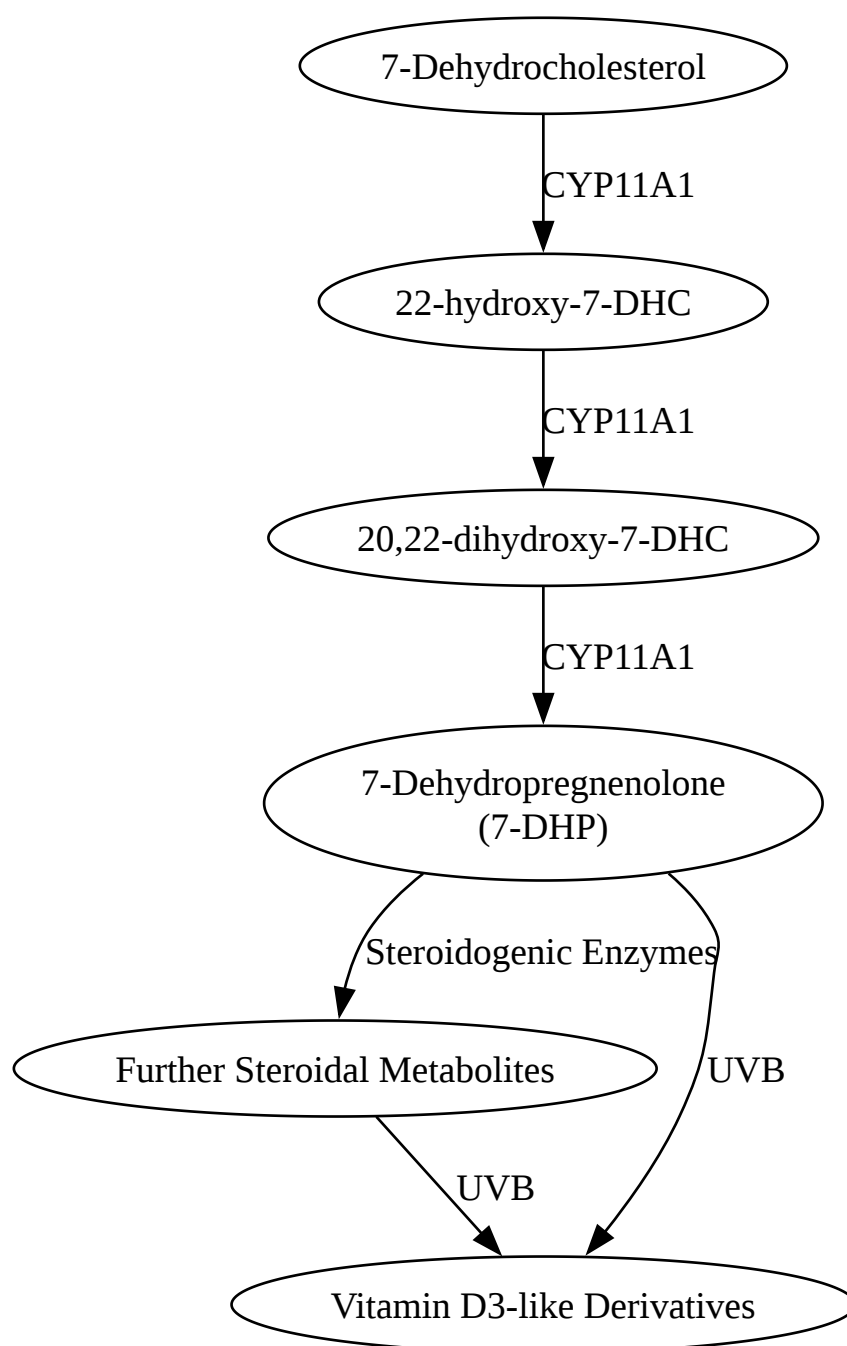 7-Dehydrocholesterol
CYP11A1
22-hydroxy-7-DHC
CYP11A1
20,22-dihydroxy-7-DHC
CYP11A1
7-Dehydropregnenolone
(7-DHP)
Steroidogenic Enzymes
Further Steroidal Metabolites
UVB
UVB
Vitamin D3-like Derivatives